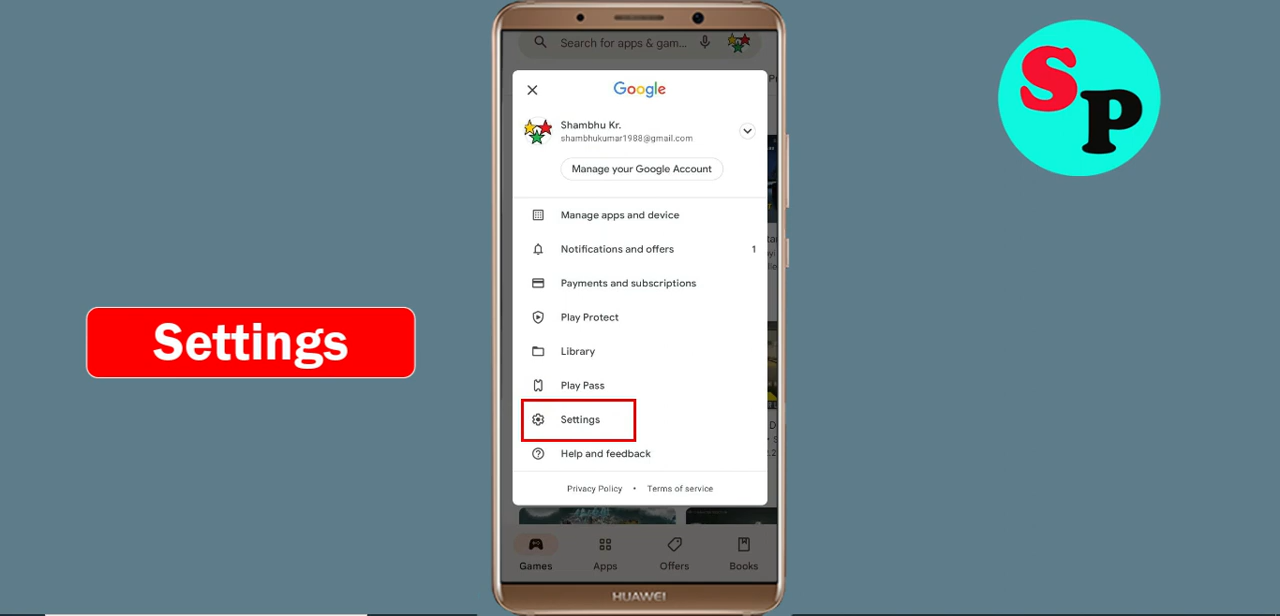 Search for apps & gam...
Google
Shambhu Kr.
shambhukumar1988@gmail.com
Manage your Google Account
Manage apps and device
Notifications and offers 1
Payments and subscriptions
Play Protect
Library
Play Pass
Settings
Help and feedback
Privacy Policy • Terms of service
Games Apps Offers Books
HUAWEI
Settings
SP